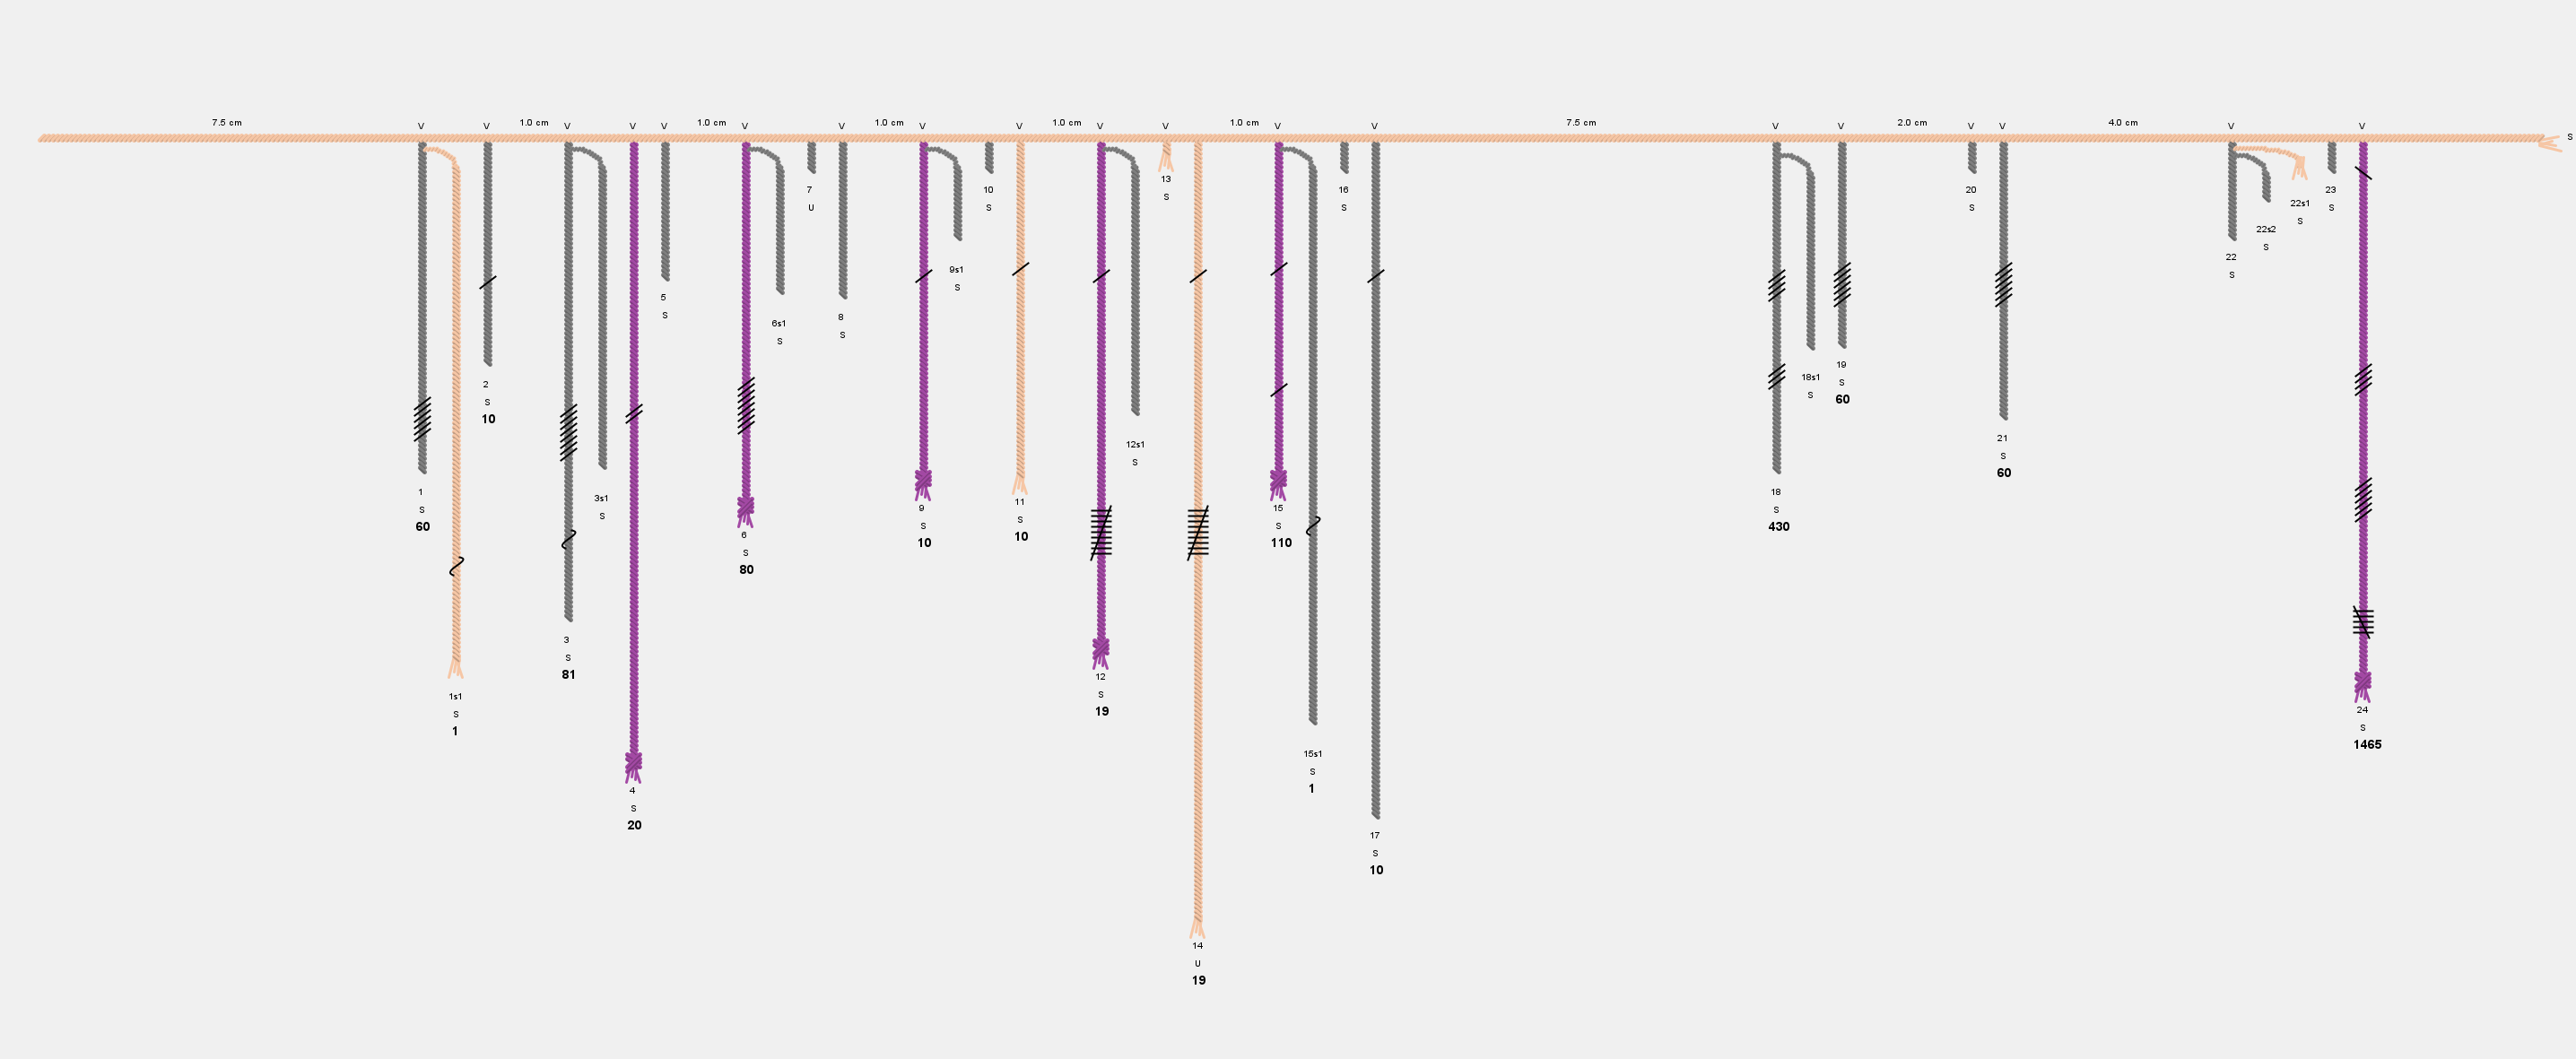 7.5 cm
1.0 cm
1.0 cm
1.0 cm
1.0 cm
1.0 cm
7.5 cm
2.0 cm
4.0 cm
V V V V V V V V V V V V V V V V V V V V
S
13
S
7
U
10
S
16
S
20
S
23
S
22s1
S
22s2
S
22
S
9s1
S
5
S
8
S
6s1
S
19
S
60
18s1
S
2
S
10
21
S
60
12s1
S
1
S
60
3s1
S
18
S
430
11
S
10
9
S
10
15
S
110
6
S
80
3
S
81
12
S
19
1s1
S
1
24
S
1465
15s1
S
1
4
S
20
17
S
10
14
U
19